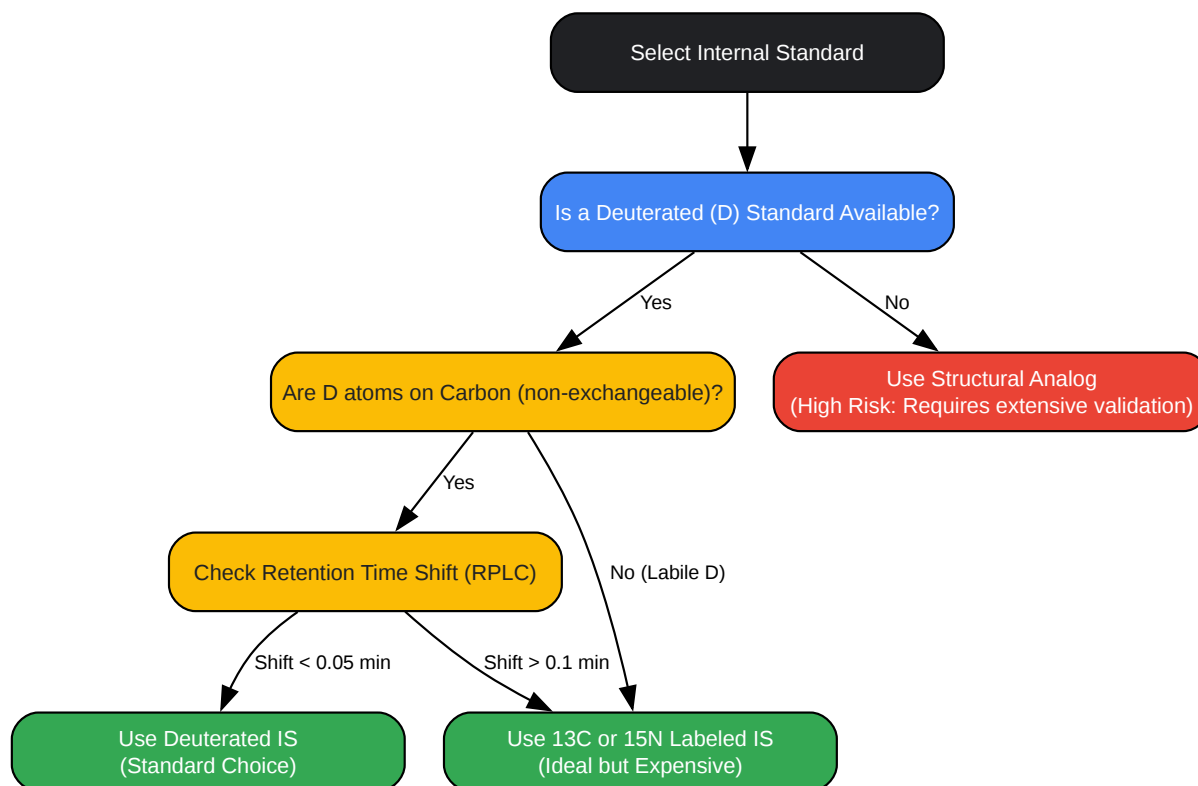 Select Internal Standard
Is a Deuterated (D) Standard Available?
Yes
No
Are D atoms on Carbon (non-exchangeable)?
Use Structural Analog
(High Risk: Requires extensive validation)
Yes
Check Retention Time Shift (RPLC)
No (Labile D)
Shift < 0.05 min
Shift > 0.1 min
Use Deuterated IS
(Standard Choice)
Use 13C or 15N Labeled IS
(Ideal but Expensive)